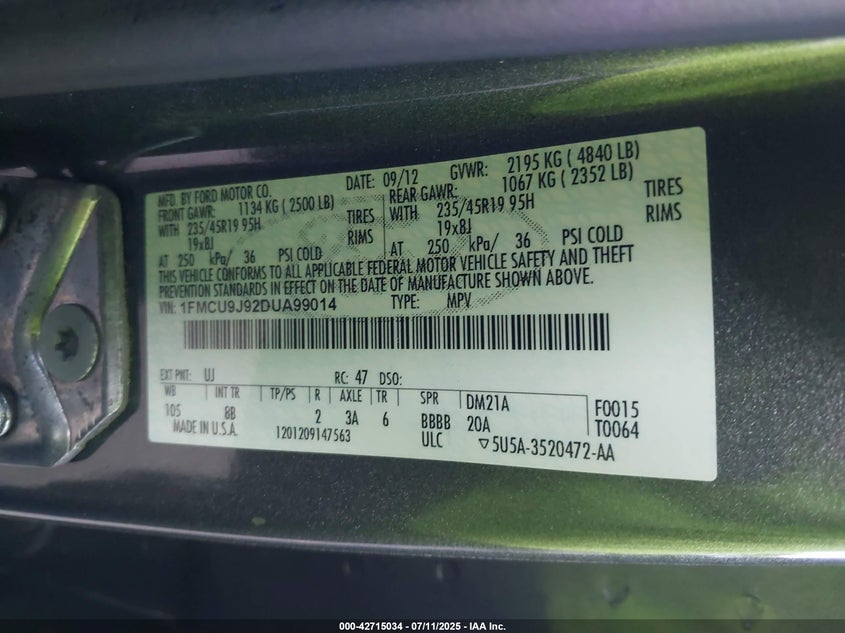 MFD. BY FORD MOTOR CO. DATE: 09/12 GVWR: 2195 KG ( 4840 LB)
FRONT GAWR: 1134 KG ( 2500 LB) REAR GAWR: 1067 KG ( 2352 LB)
WITH 235/45R19 95H TIRES WITH 235/45R19 95H TIRES
19x8J RIMS 19x8J RIMS
AT 250 kPa/ 36 PSI COLD AT 250 kPa/ 36 PSI COLD
THIS VEHICLE CONFORMS TO ALL APPLICABLE FEDERAL MOTOR VEHICLE SAFETY AND THEFT
PREVENTION STANDARDS IN EFFECT ON THE DATE OF MANUFACTURE SHOWN ABOVE.
VIN: 1FMCU9J92DUA99014 TYPE: MPV
EXT PNT: UJ RC: 47 DSO:
WB INT TR TP/PS R AXLE TR SPR DM21A F0015
105 8B 2 3A 6 BBBB 20A T0064
MADE IN U.S.A. 1201209147563 ULC ▽5U5A-3520472-AA
000-42715034 - 07/11/2025 - IAA Inc.